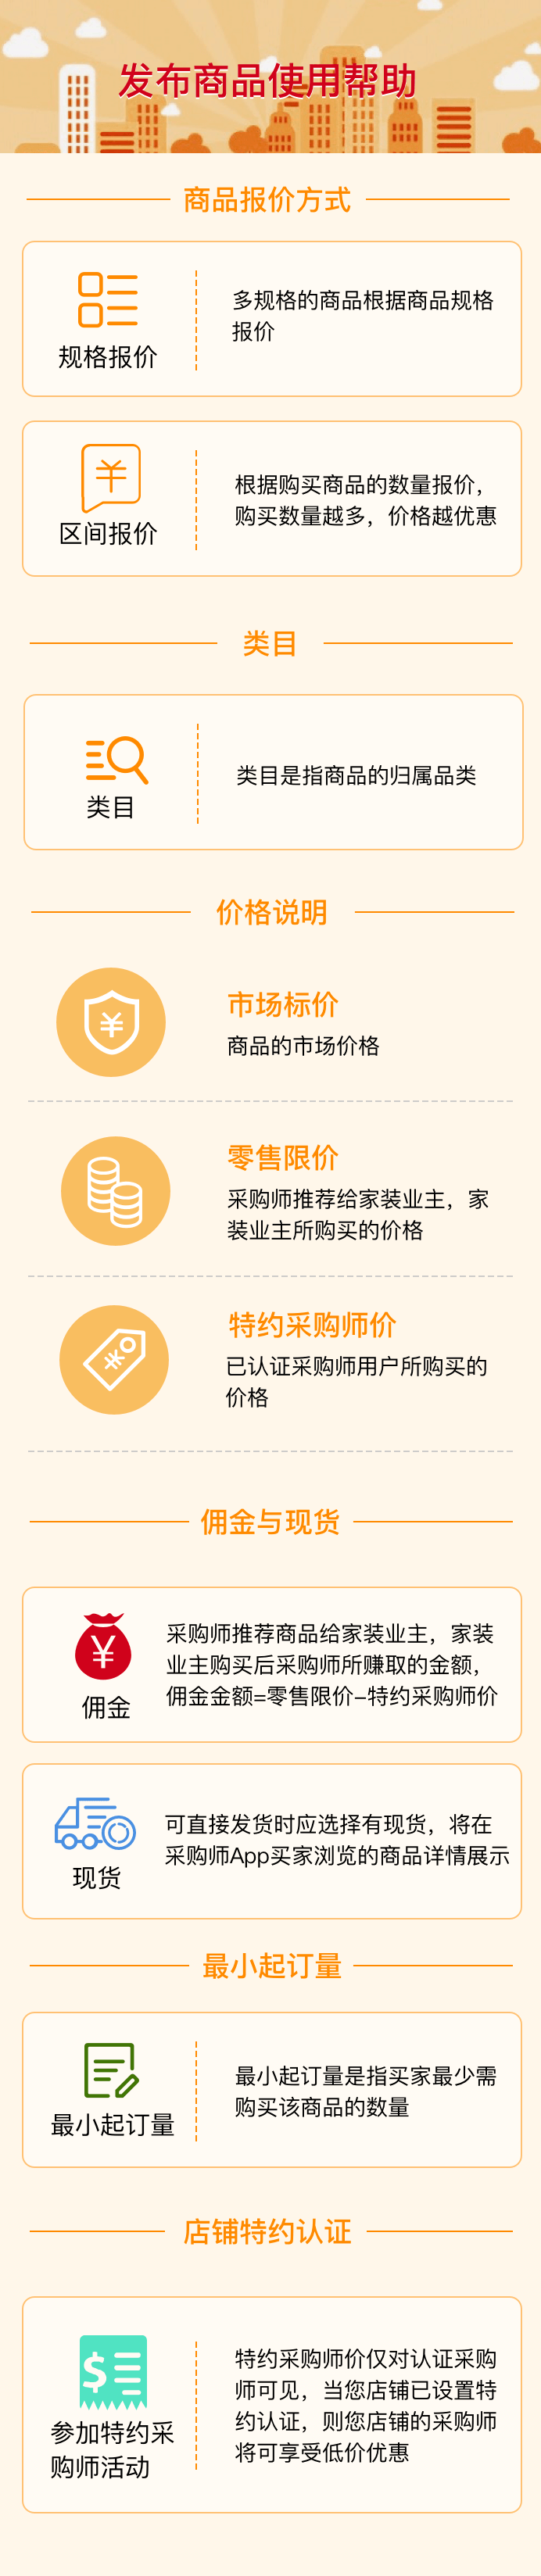 发布商品使用帮助
商品报价方式
规格报价
多规格的商品根据商品规格
报价
区间报价
根据购买商品的数量报价，
购买数量越多，价格越优惠
类目
类目
类目是指商品的归属品类
价格说明
市场标价
商品的市场价格
零售限价
采购师推荐给家装业主，家
装业主所购买的价格
特约采购师价
已认证采购师用户所购买的
价格
佣金与现货
佣金
采购师推荐商品给家装业主，家装
业主购买后采购师所赚取的金额，
佣金金额=零售限价-特约采购师价
现货
可直接发货时应选择有现货，将在
采购师App买家浏览的商品详情展示
最小起订量
最小起订量
最小起订量是指买家最少需
购买该商品的数量
店铺特约认证
参加特约采
购师活动
特约采购师价仅对认证采购
师可见，当您店铺已设置特
约认证，则您店铺的采购师
将可享受低价优惠